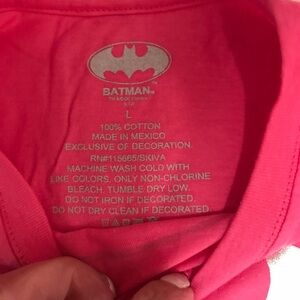 BATMAN™
L
100% COTTON
MADE IN MEXICO
EXCLUSIVE OF DECORATION
RN#115665/SKIVA
MACHINE WASH COLD WITH
LIKE COLORS. ONLY NON-CHLORINE
BLEACH. TUMBLE DRY LOW.
DO NOT IRON IF DECORATED.
DO NOT DRY CLEAN IF DECORATED